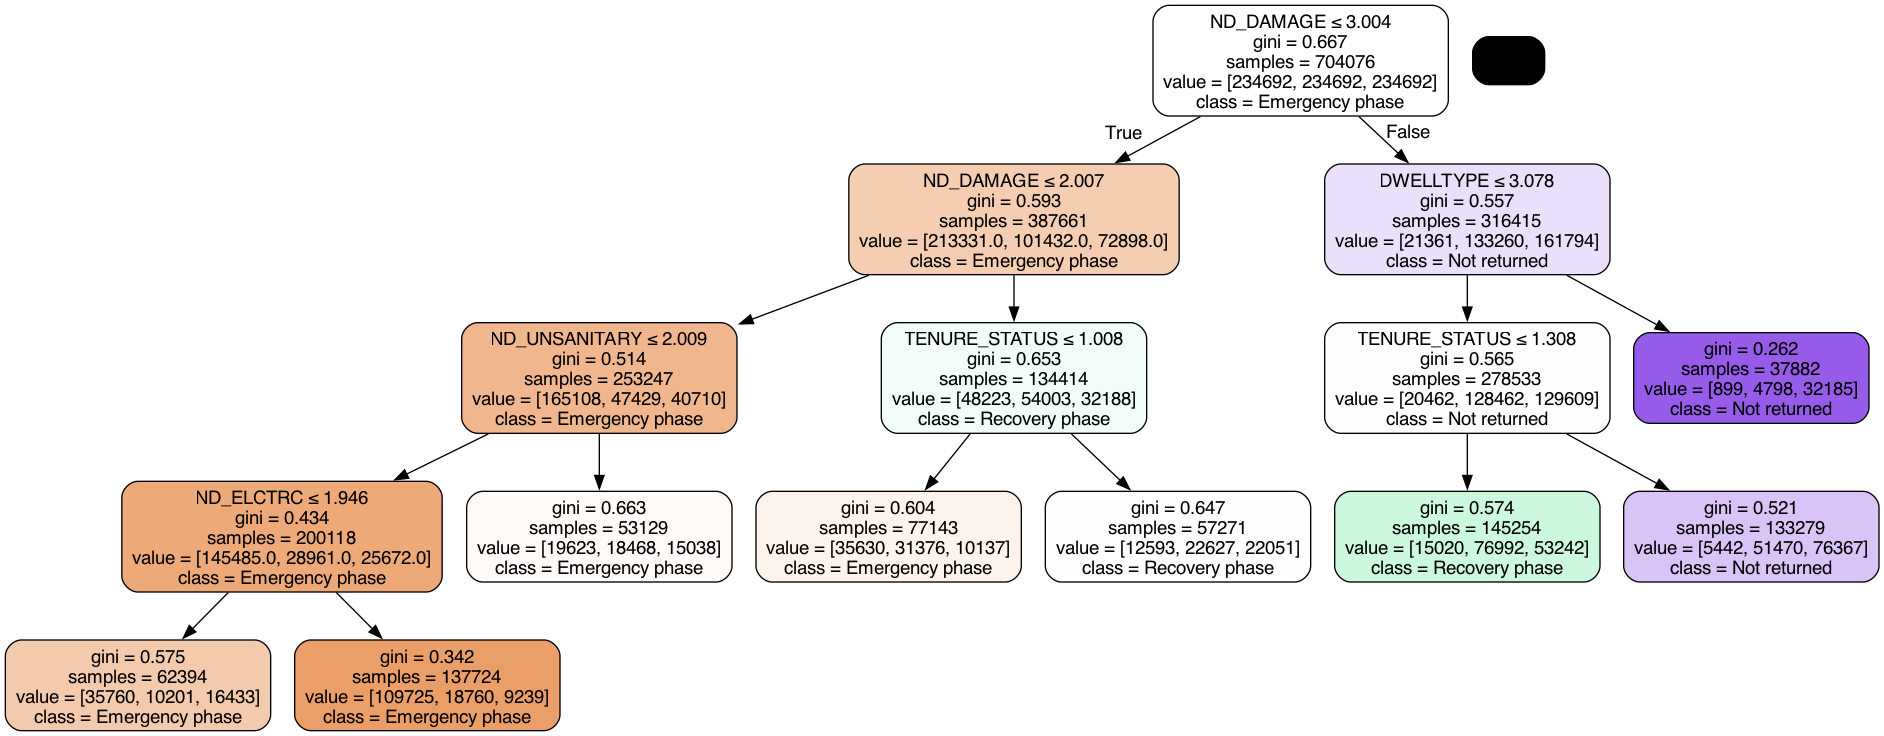 ND_DAMAGE ≤ 3.004
gini = 0.667
samples = 704076
value = [234692, 234692, 234692]
class = Emergency phase
True
False
ND_DAMAGE ≤ 2.007
gini = 0.593
samples = 387661
value = [213331.0, 101432.0, 72898.0]
class = Emergency phase
DWELLTYPE ≤ 3.078
gini = 0.557
samples = 316415
value = [21361, 133260, 161794]
class = Not returned
ND_UNSANITARY ≤ 2.009
gini = 0.514
samples = 253247
value = [165108, 47429, 40710]
class = Emergency phase
TENURE_STATUS ≤ 1.008
gini = 0.653
samples = 134414
value = [48223, 54003, 32188]
class = Recovery phase
TENURE_STATUS ≤ 1.308
gini = 0.565
samples = 278533
value = [20462, 128462, 129609]
class = Not returned
gini = 0.262
samples = 37882
value = [899, 4798, 32185]
class = Not returned
ND_ELCTRC ≤ 1.946
gini = 0.434
samples = 200118
value = [145485.0, 28961.0, 25672.0]
class = Emergency phase
gini = 0.663
samples = 53129
value = [19623, 18468, 15038]
class = Emergency phase
gini = 0.604
samples = 77143
value = [35630, 31376, 10137]
class = Emergency phase
gini = 0.647
samples = 57271
value = [12593, 22627, 22051]
class = Recovery phase
gini = 0.574
samples = 145254
value = [15020, 76992, 53242]
class = Recovery phase
gini = 0.521
samples = 133279
value = [5442, 51470, 76367]
class = Not returned
gini = 0.575
samples = 62394
value = [35760, 10201, 16433]
class = Emergency phase
gini = 0.342
samples = 137724
value = [109725, 18760, 9239]
class = Emergency phase